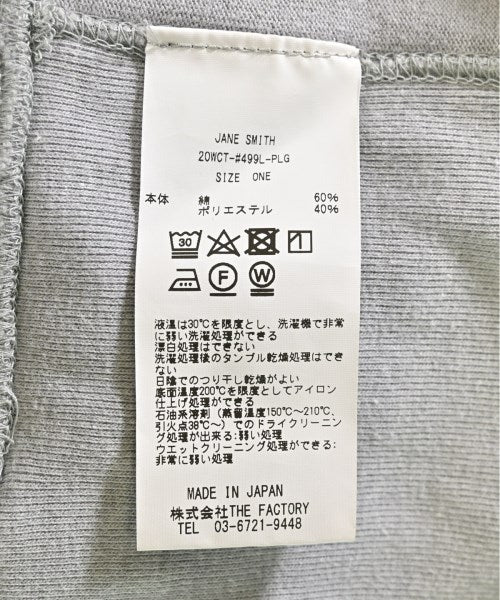 JANE SMITH
20WCT-#499L-PLG
SIZE ONE
本体 綿 60%
ポリエステル 40%
30
F W
液温は30℃を限度とし、洗濯機で非常
に弱い洗濯処理ができる
漂白処理はできない
洗濯処理後のタンブル乾燥処理はでき
ない
日陰でのつり干し乾燥がよい
底面温度200℃を限度としてアイロン
仕上げ処理ができる
石油系溶剤（蒸留温度150℃～210℃、
引火点38℃～）でのドライクリーニン
グ処理が出来る:弱い処理
ウエットクリーニング処理ができる:
非常に弱い処理
MADE IN JAPAN
株式会社THE FACTORY
TEL 03-6721-9448